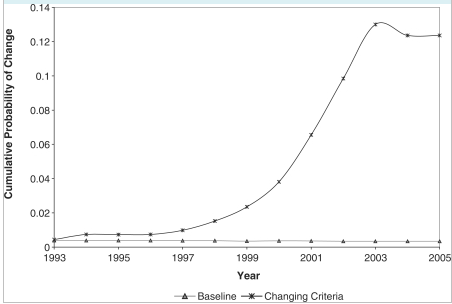 0.14
0.12
0.1
0.08
0.06
0.04
0.02
0
Cumulative Probability of Change
1993 1995 1997 1999 2001 2003 2005
Year
Baseline Changing Criteria